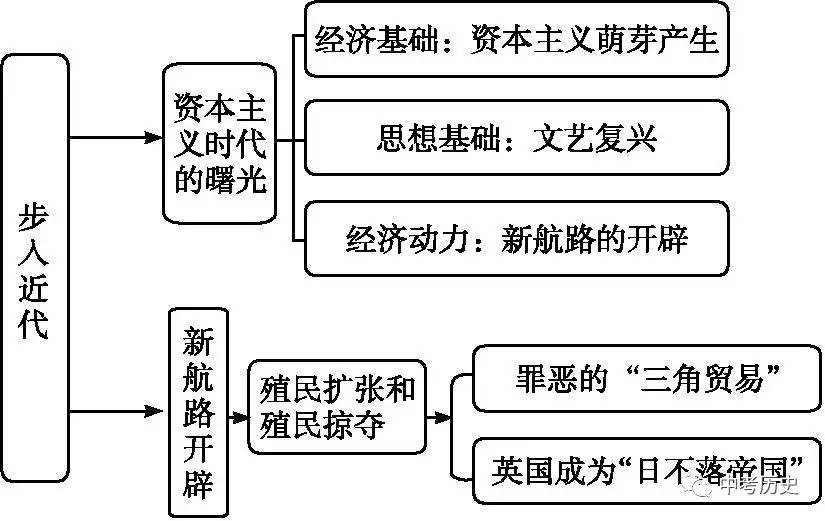 步入近代
资本主
义时代
的曙光
经济基础：资本主义萌芽产生
思想基础：文艺复兴
经济动力：新航路的开辟
新航路开辟
殖民扩张和
殖民掠夺
罪恶的“三角贸易”
英国成为“日不落帝国”
中考历史